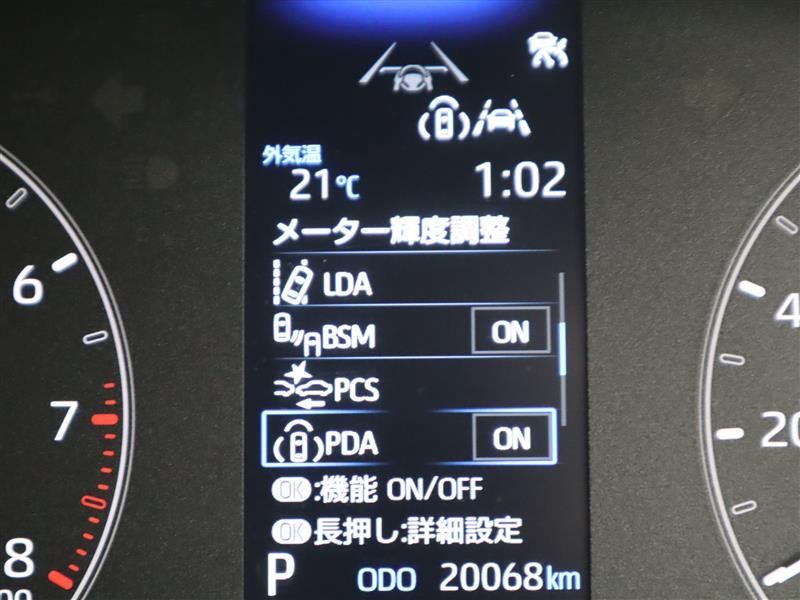 外気温
21℃ 1:02
メーター輝度調整
LDA
BSM ON
PCS
PDA ON
OK:機能 ON/OFF
OK長押し:詳細設定
P ODO 20068km
6
7
8
00
4
20